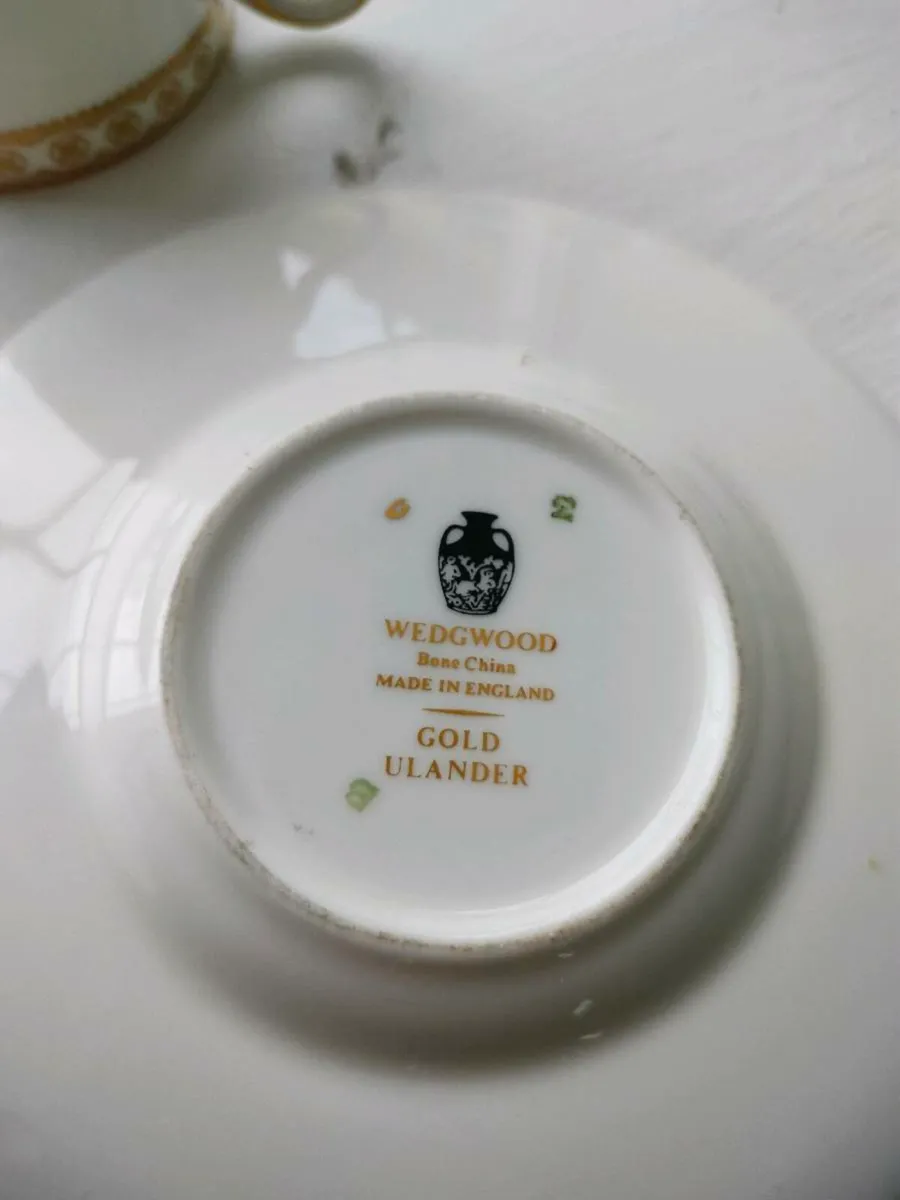 WEDGWOOD
Bone China
MADE IN ENGLAND
GOLD
ULANDER